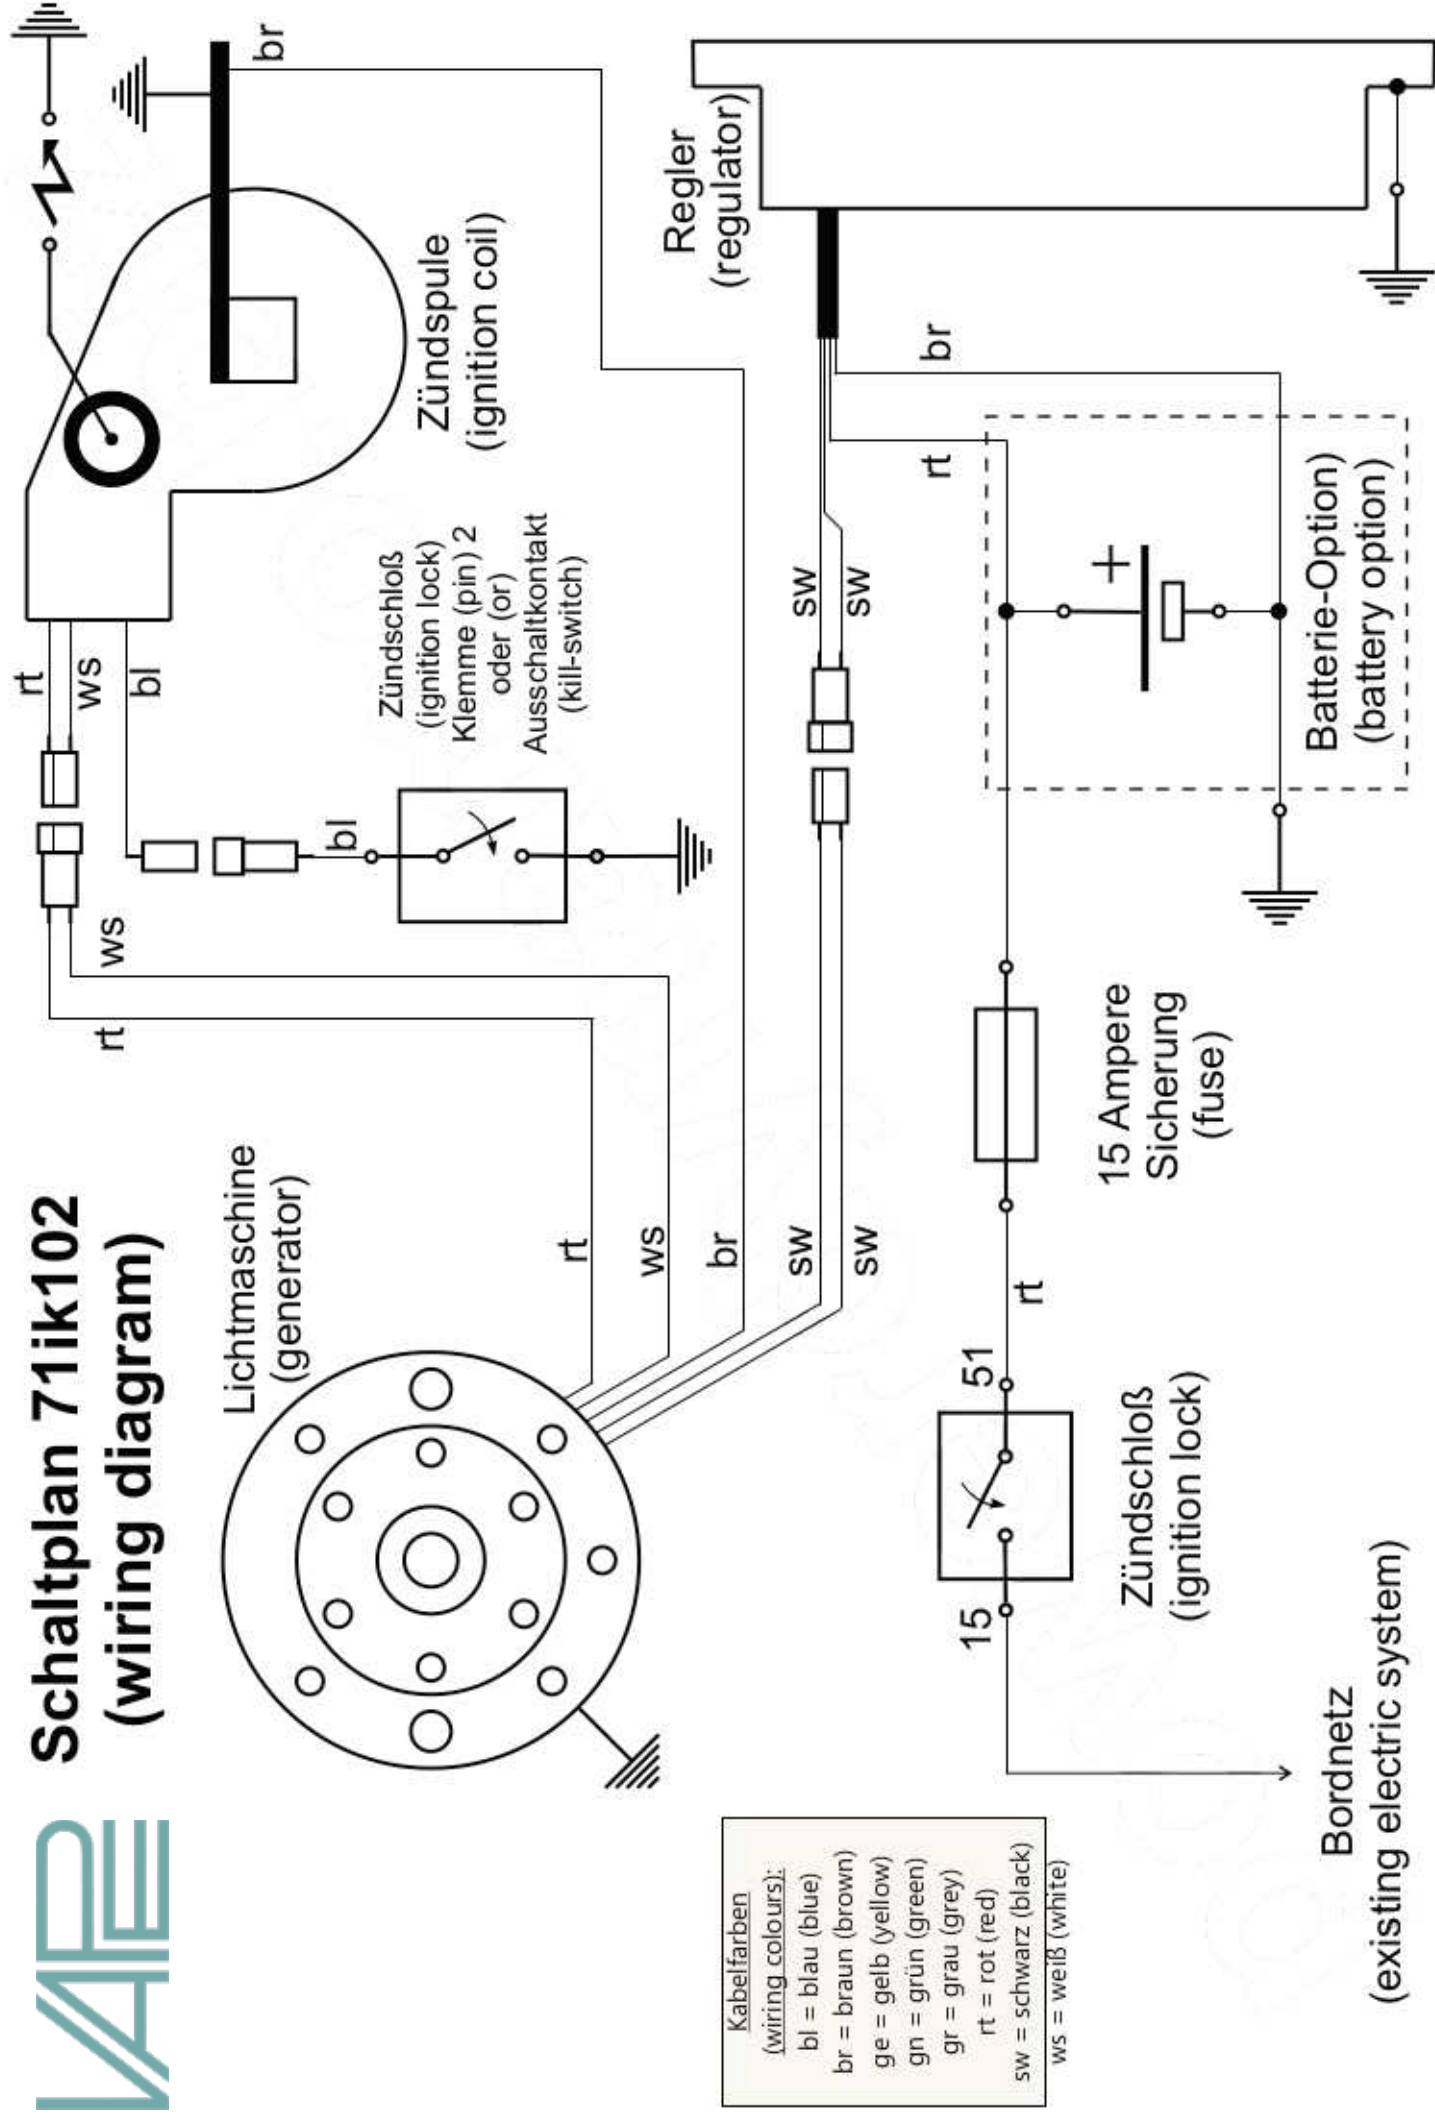 VAPE
Schaltplan 71ik102
(wiring diagram)
Lichtmaschine
(generator)
rt
ws
br
sw
sw
rt
ws
rt
ws
bl
bl
Zündschloß
(ignition lock)
Klemme (pin) 2
oder (or)
Ausschaltkontakt
(kill-switch)
Zündspule
(ignition coil)
br
Regler
(regulator)
sw
sw
rt
br
+
Batterie-Option)
(battery option)
15 Ampere
Sicherung
(fuse)
rt
51
15
Zündschloß
(ignition lock)
Bordnetz
(existing electric system)
Kabelfarben
(wiring colours):
bl = blau (blue)
br = braun (brown)
ge = gelb (yellow)
gn = grün (green)
gr = grau (grey)
rt = rot (red)
sw = schwarz (black)
ws = weiß (white)